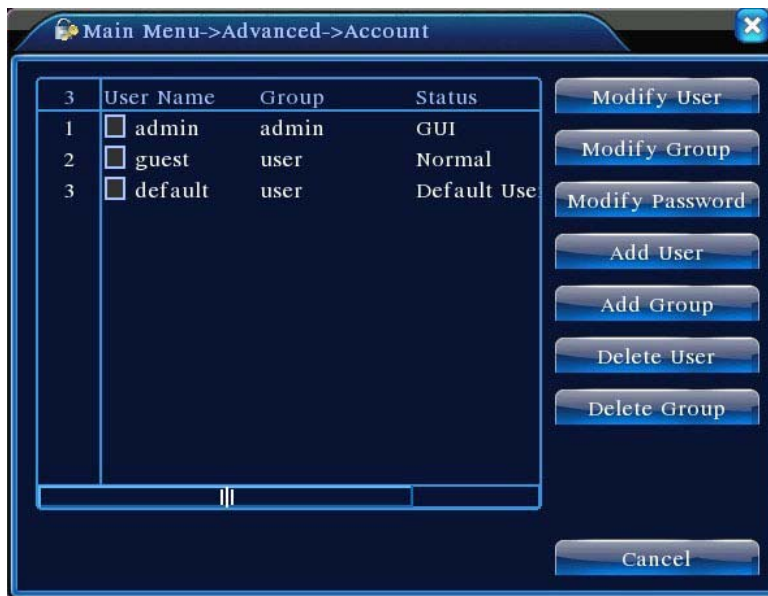 Main Menu->Advanced->Account
3 User Name Group Status
1 admin admin GUI
2 guest user Normal
3 default user Default Use
Modify User
Modify Group
Modify Password
Add User
Add Group
Delete User
Delete Group
Cancel